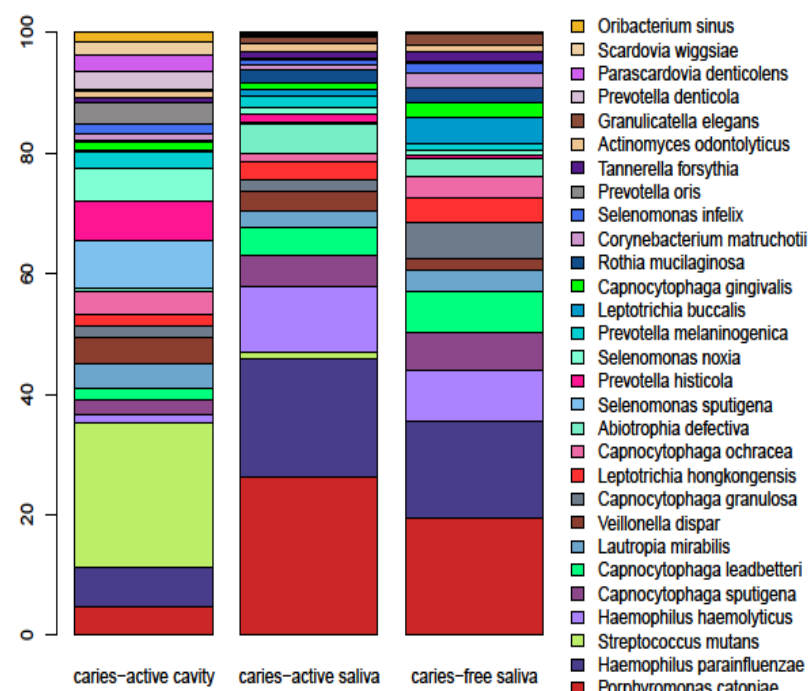 100
80
60
40
20
0
caries-active cavity
caries-active saliva
caries-free saliva
Oribacterium sinus
Scardovia wiggsiae
Parascardovia denticolens
Prevotella denticola
Granulicatella elegans
Actinomyces odontolyticus
Tannerella forsythia
Prevotella oris
Selenomonas infelix
Corynebacterium matruchotii
Rothia mucilaginosa
Capnocytophaga gingivalis
Leptotrichia buccalis
Prevotella melaninogenica
Selenomonas noxia
Prevotella histicola
Selenomonas sputigena
Abiotrophia defectiva
Capnocytophaga ochracea
Leptotrichia hongkongensis
Capnocytophaga granulosa
Veillonella dispar
Lautropia mirabilis
Capnocytophaga leadbetteri
Capnocytophaga sputigena
Haemophilus haemolyticus
Streptococcus mutans
Haemophilus parainfluenzae
Porphyromonas catoniae